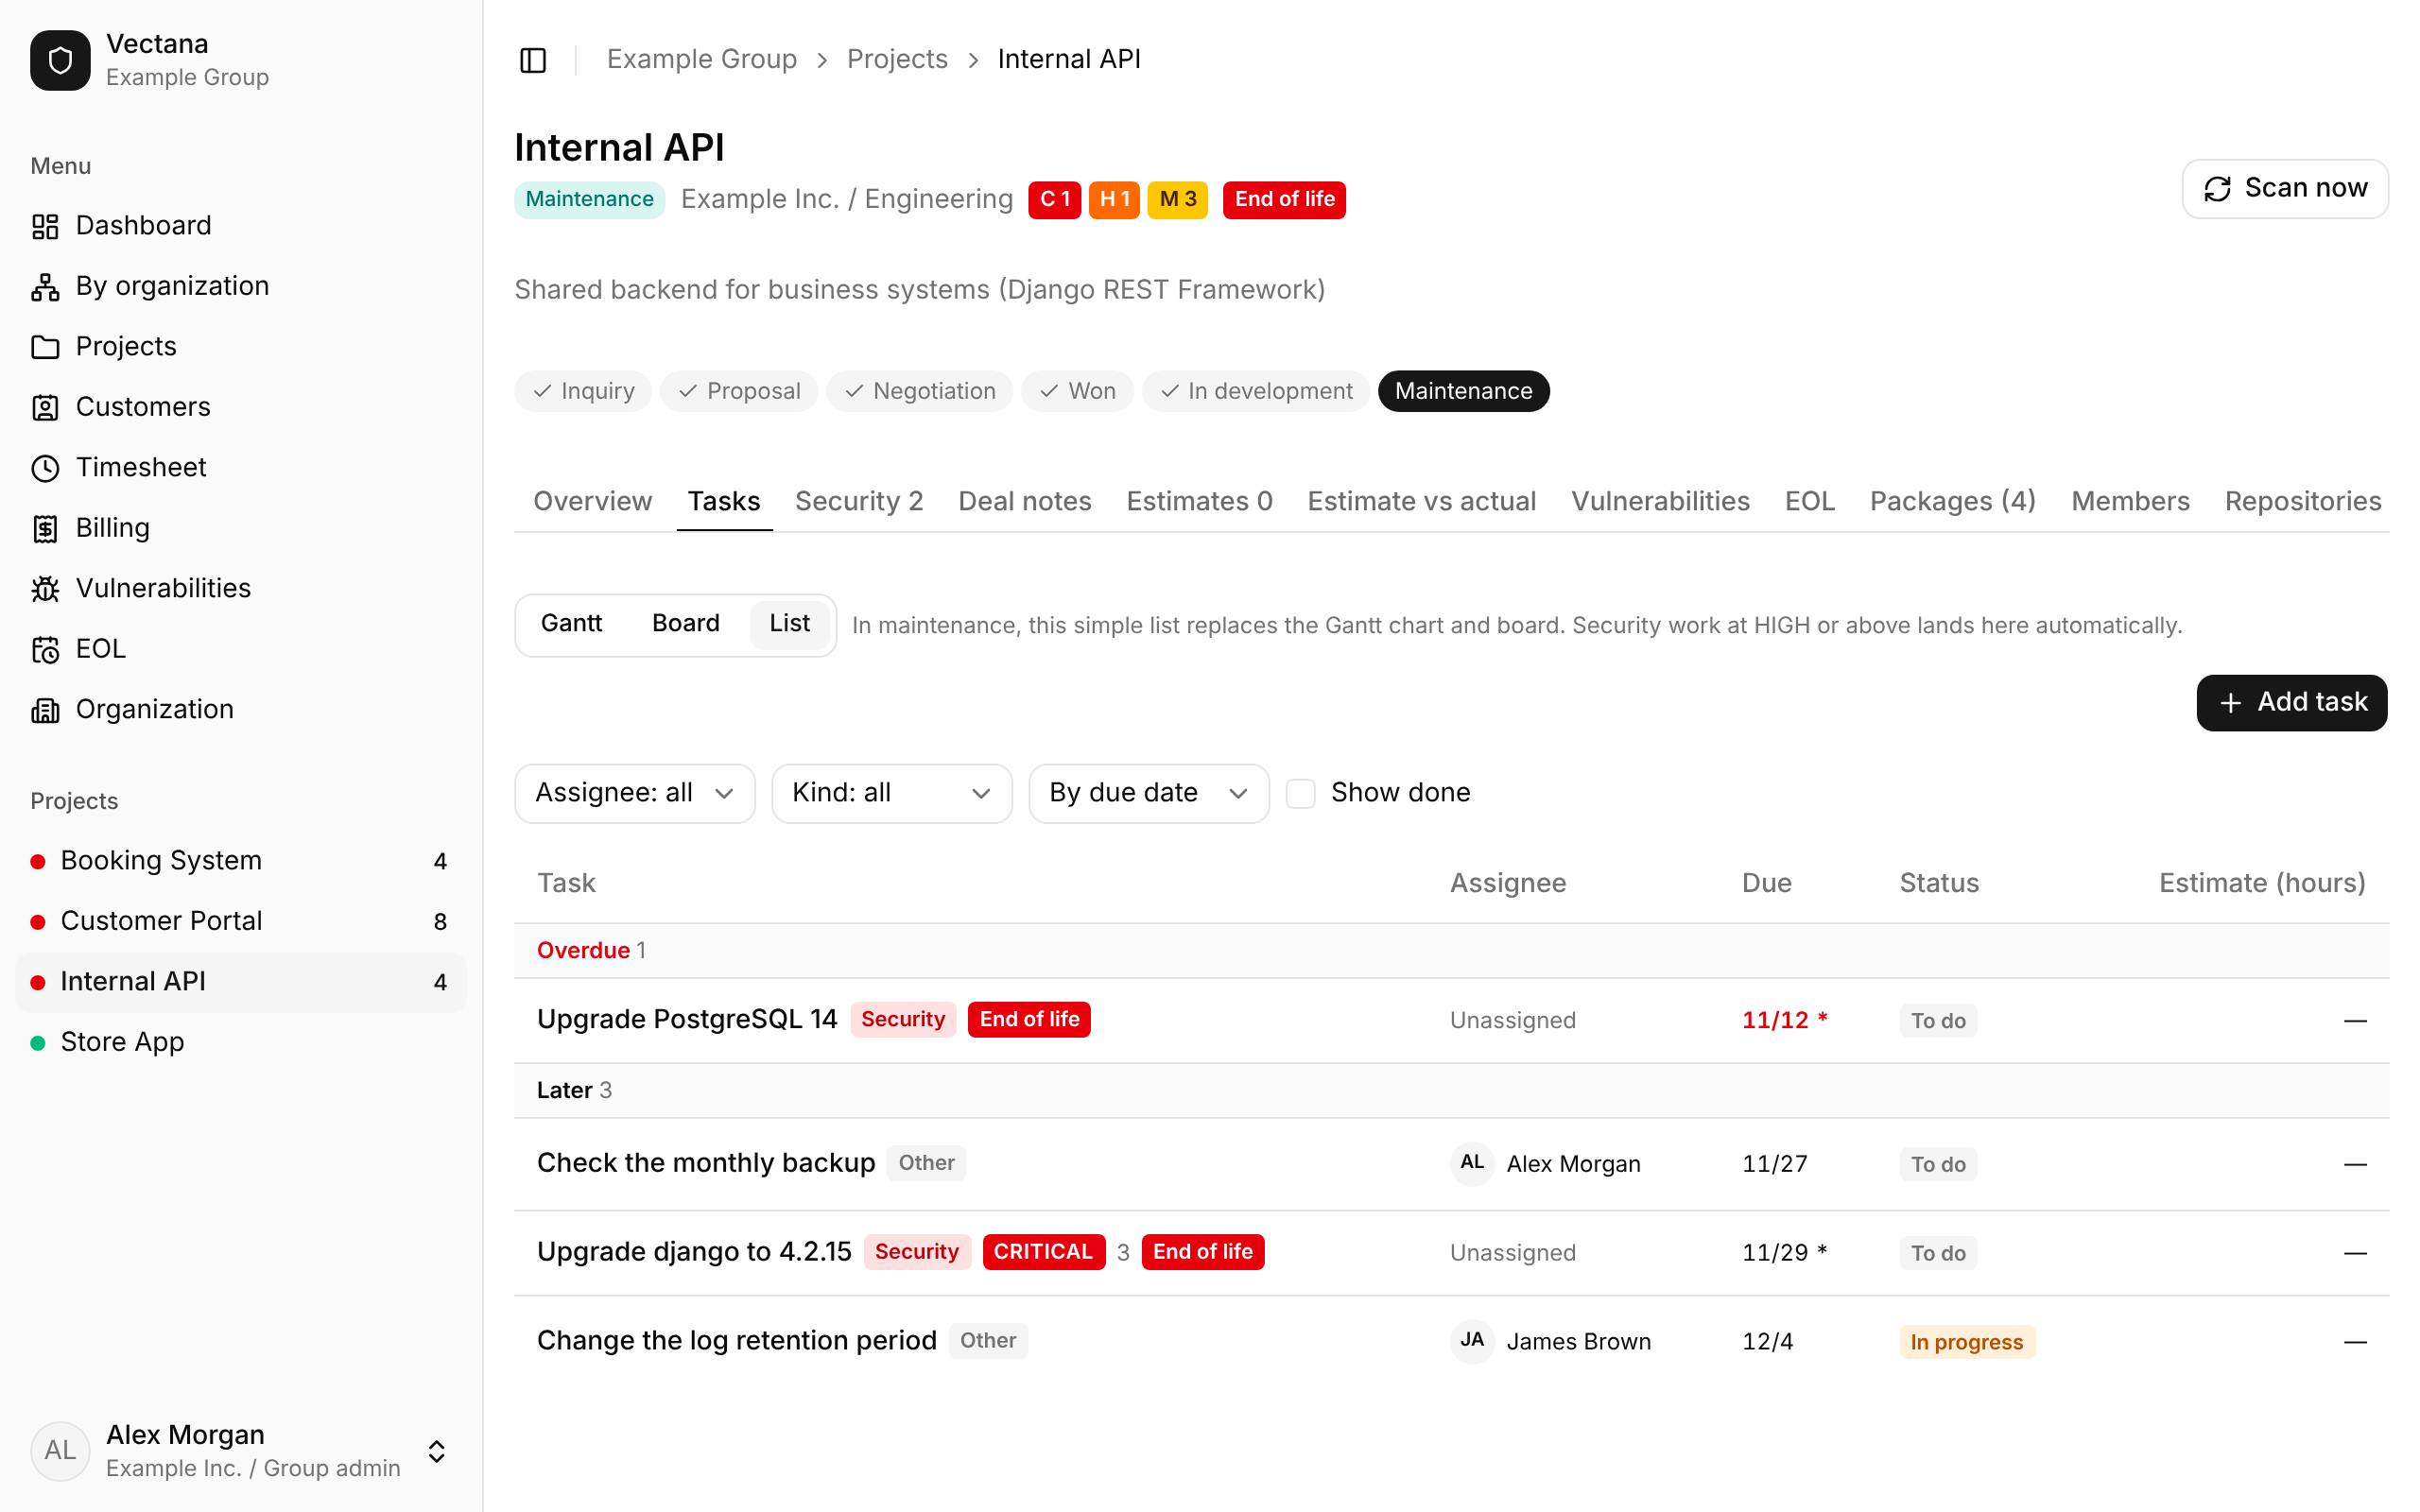 Vectana
Example Group
Menu
Dashboard
By organization
Projects
Customers
Timesheet
Billing
Vulnerabilities
EOL
Organization
Projects
Booking System 4
Customer Portal 8
Internal API 4
Store App
AL
Alex Morgan
Example Inc. / Group admin
Example Group > Projects > Internal API
Internal API
Maintenance Example Inc. / Engineering C 1 H 1 M 3 End of life
Scan now
Shared backend for business systems (Django REST Framework)
Inquiry Proposal Negotiation Won In development Maintenance
Overview Tasks Security 2 Deal notes Estimates 0 Estimate vs actual Vulnerabilities EOL Packages (4) Members Repositories
Gantt Board List In maintenance, this simple list replaces the Gantt chart and board. Security work at HIGH or above lands here automatically.
Add task
Assignee: all Kind: all By due date Show done
Task Assignee Due Status Estimate (hours)
Overdue 1
Upgrade PostgreSQL 14 Security End of life Unassigned 11/12 * To do —
Later 3
Check the monthly backup Other AL Alex Morgan 11/27 To do —
Upgrade django to 4.2.15 Security CRITICAL 3 End of life Unassigned 11/29 * To do —
Change the log retention period Other JA James Brown 12/4 In progress —